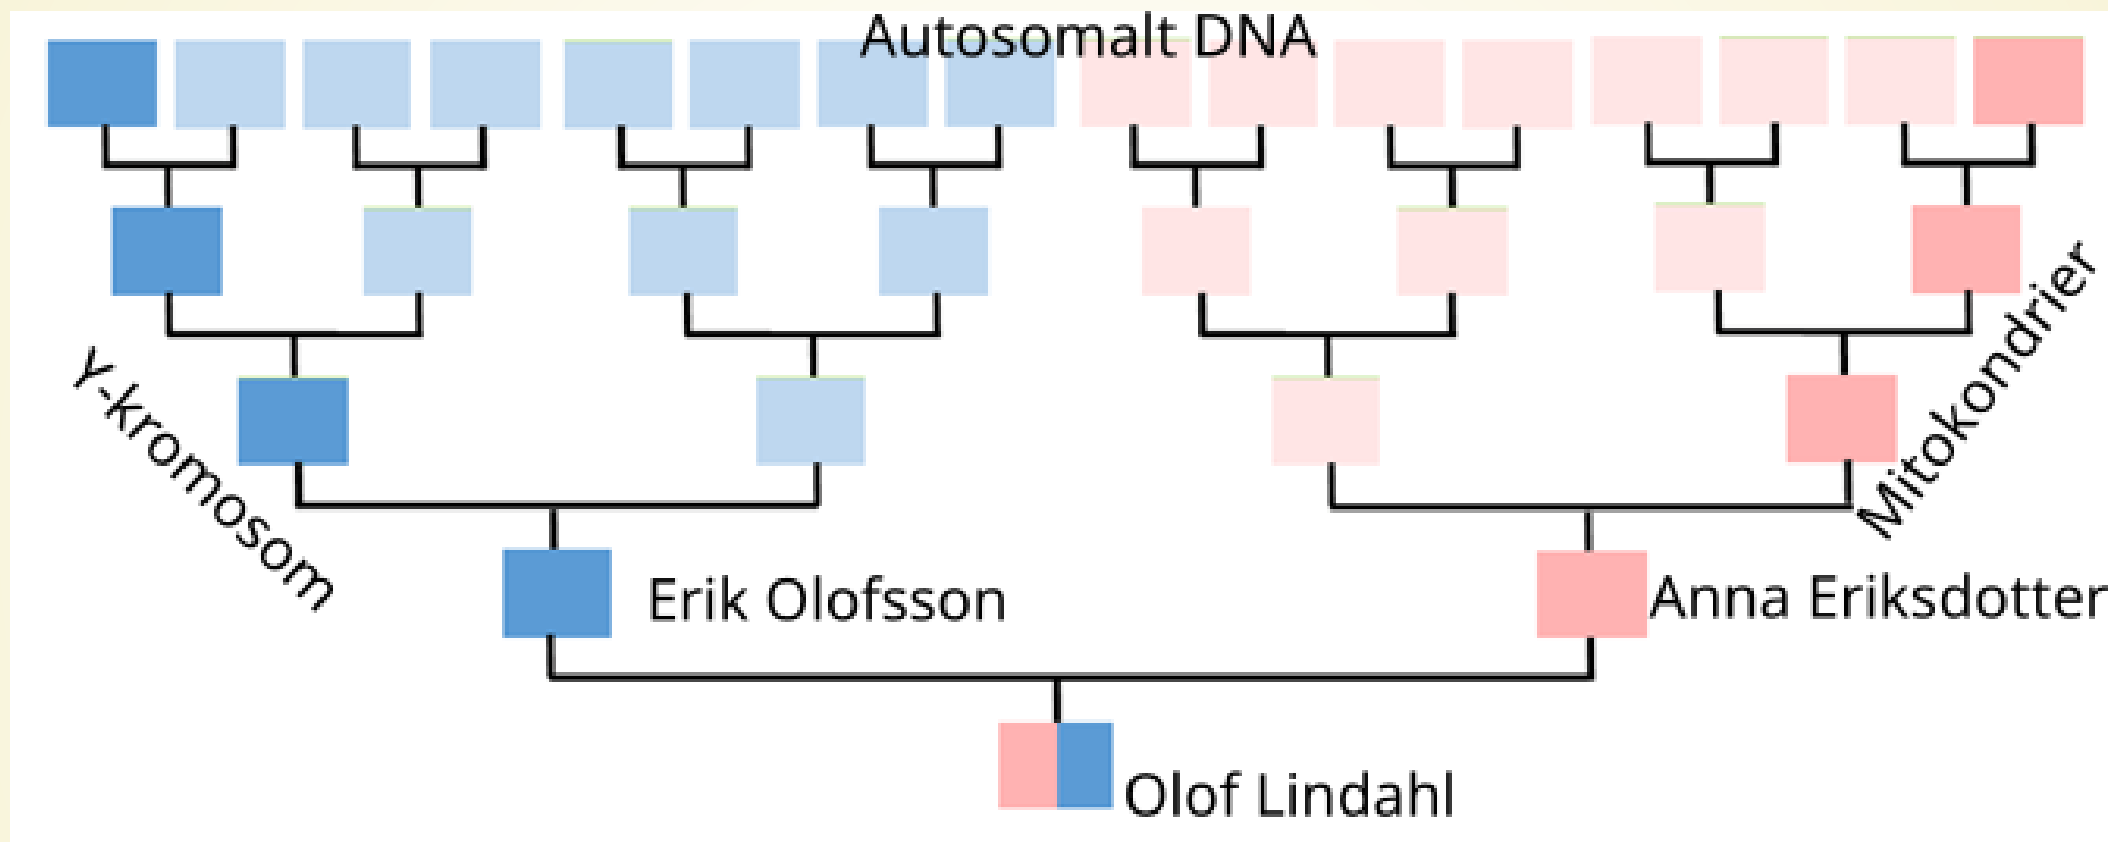 Autosomalt DNA
Y-kromosom
Mitokondrier
Erik Olofsson
Anna Eriksdotter
Olof Lindahl